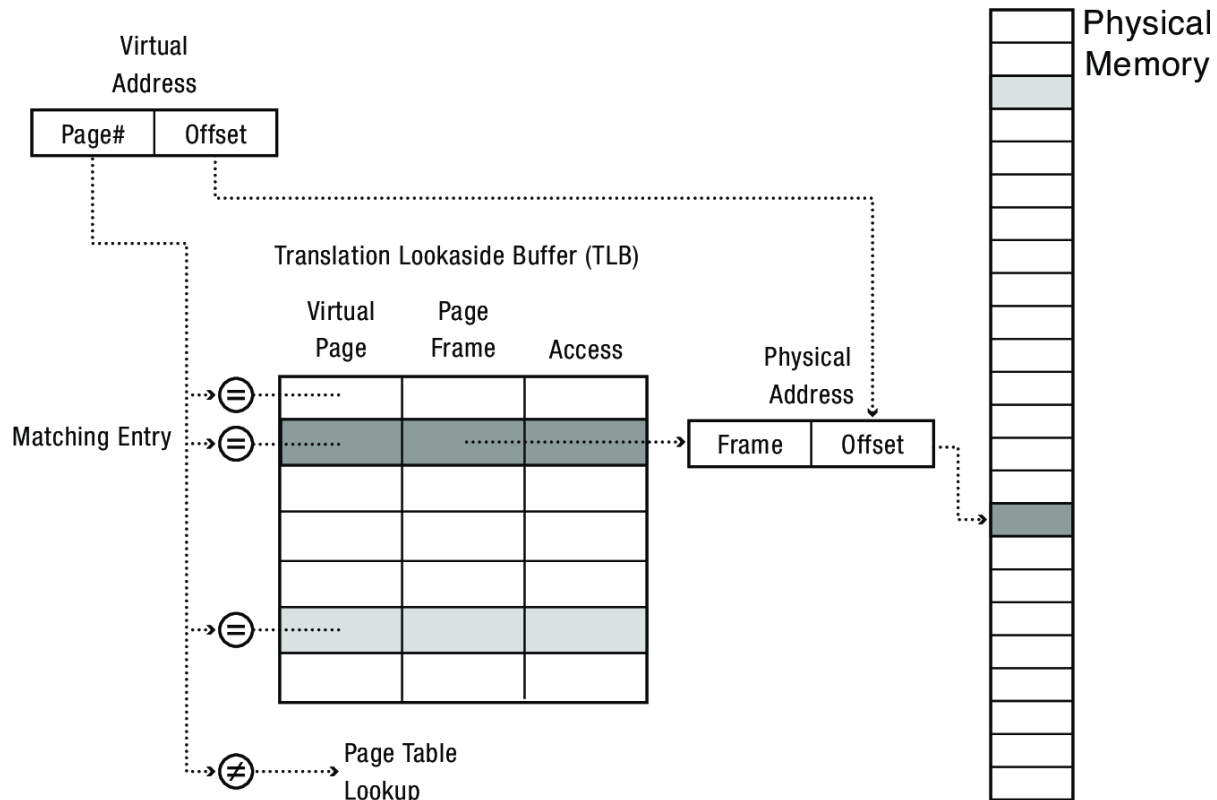 Physical
Memory
Virtual
Address
Page#
Offset
Translation Lookaside Buffer (TLB)
Virtual
Page
Page
Frame
Access
Physical
Address
=
Matching Entry
=
Frame
Offset
=
≠
Page Table
Lookup